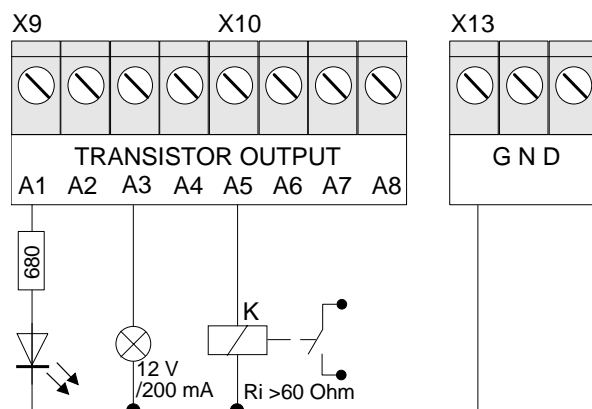 X9 X10 X13
TRANSISTOR OUTPUT G N D
A1 A2 A3 A4 A5 A6 A7 A8
680
K
12 V
/200 mA Ri >60 Ohm